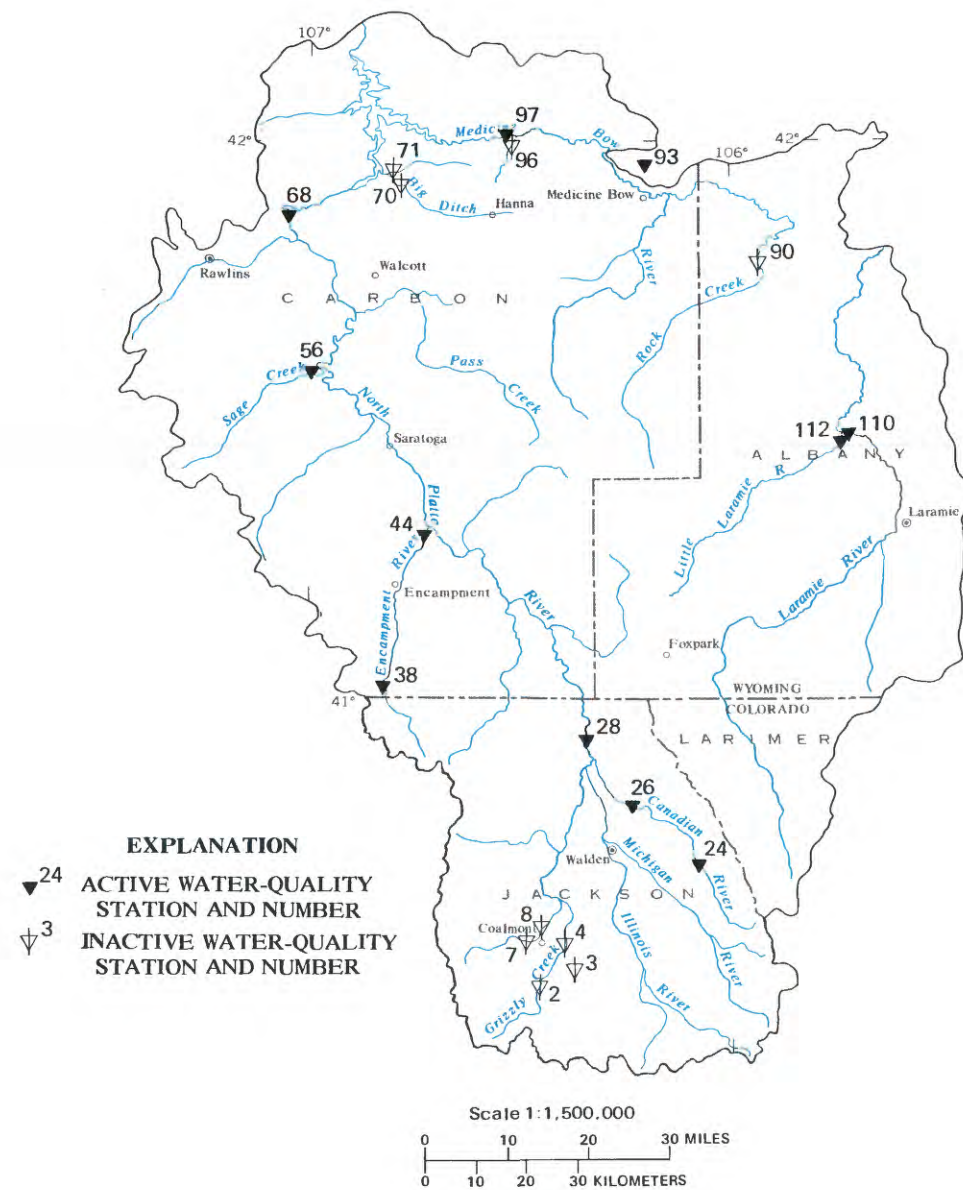 107°
42°
97
Medicine
Bow
42°
96
93
106°
71
70
Big
Ditch
Hanna
Medicine Bow
68
90
Rawlins
Walcott
River
Creek
C A R B O N
Rock
56
Sage Creek
Pass
Creek
North
Saratoga
112
110
A L B A N Y
Platte
Little Laramie R
Laramie
44
River
Encampment
River
Laramie River
Foxpark
Encampment
38
41°
WYOMING
COLORADO
28
L A R I M E R
26
Canadian
24
River
Walden
Michigan
River
J A C K S O N
8
Coalmont
7
4
3
2
Grizzly Creek
Illinois
River
EXPLANATION
24 ACTIVE WATER-QUALITY
STATION AND NUMBER
3 INACTIVE WATER-QUALITY
STATION AND NUMBER
Scale 1:1,500,000
0 10 20 30 MILES
0 10 20 30 KILOMETERS